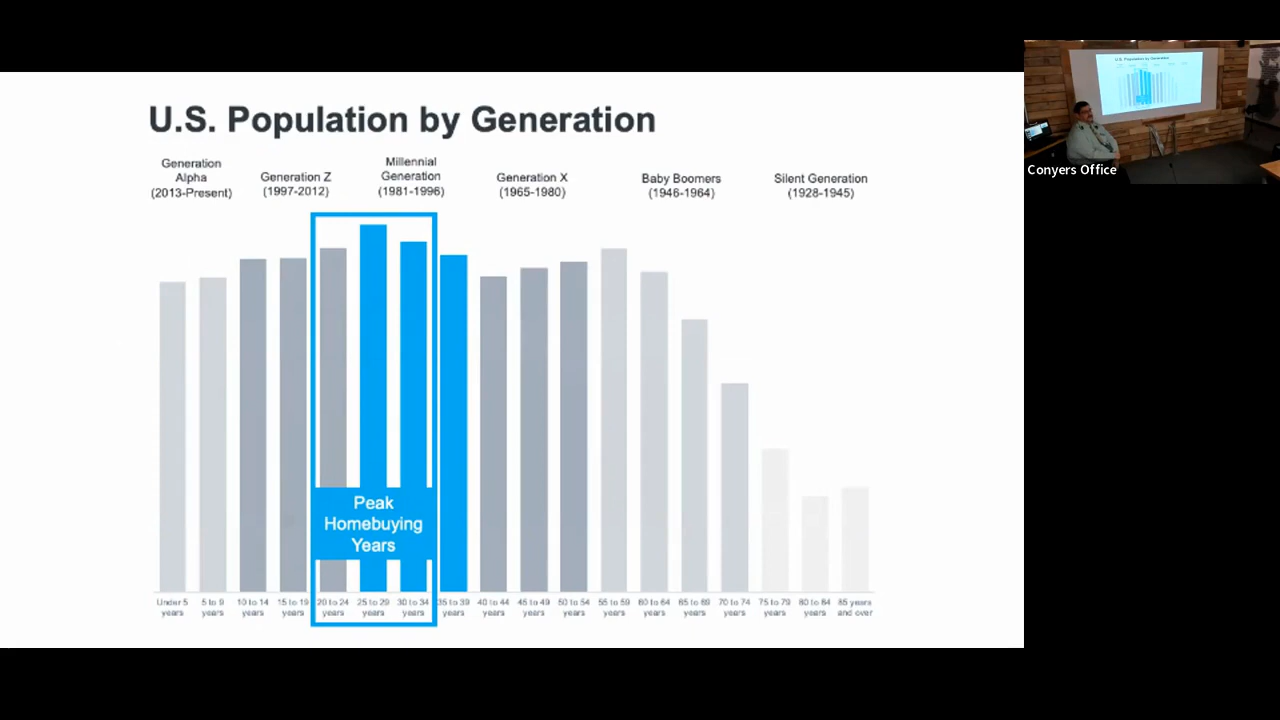 U.S. Population by Generation
Generation
Alpha
(2013-Present)
Generation Z
(1997-2012)
Millennial
Generation
(1981-1996)
Generation X
(1965-1980)
Baby Boomers
(1946-1964)
Silent Generation
(1928-1945)
Peak
Homebuying
Years
Under 5
years
5 to 9
years
10 to 14
years
15 to 19
years
20 to 24
years
25 to 29
years
30 to 34
years
35 to 39
years
40 to 44
years
45 to 49
years
50 to 54
years
55 to 59
years
60 to 64
years
65 to 69
years
70 to 74
years
75 to 79
years
80 to 84
years
85 years
and over
U.S. Population by Generation
Conyers Office